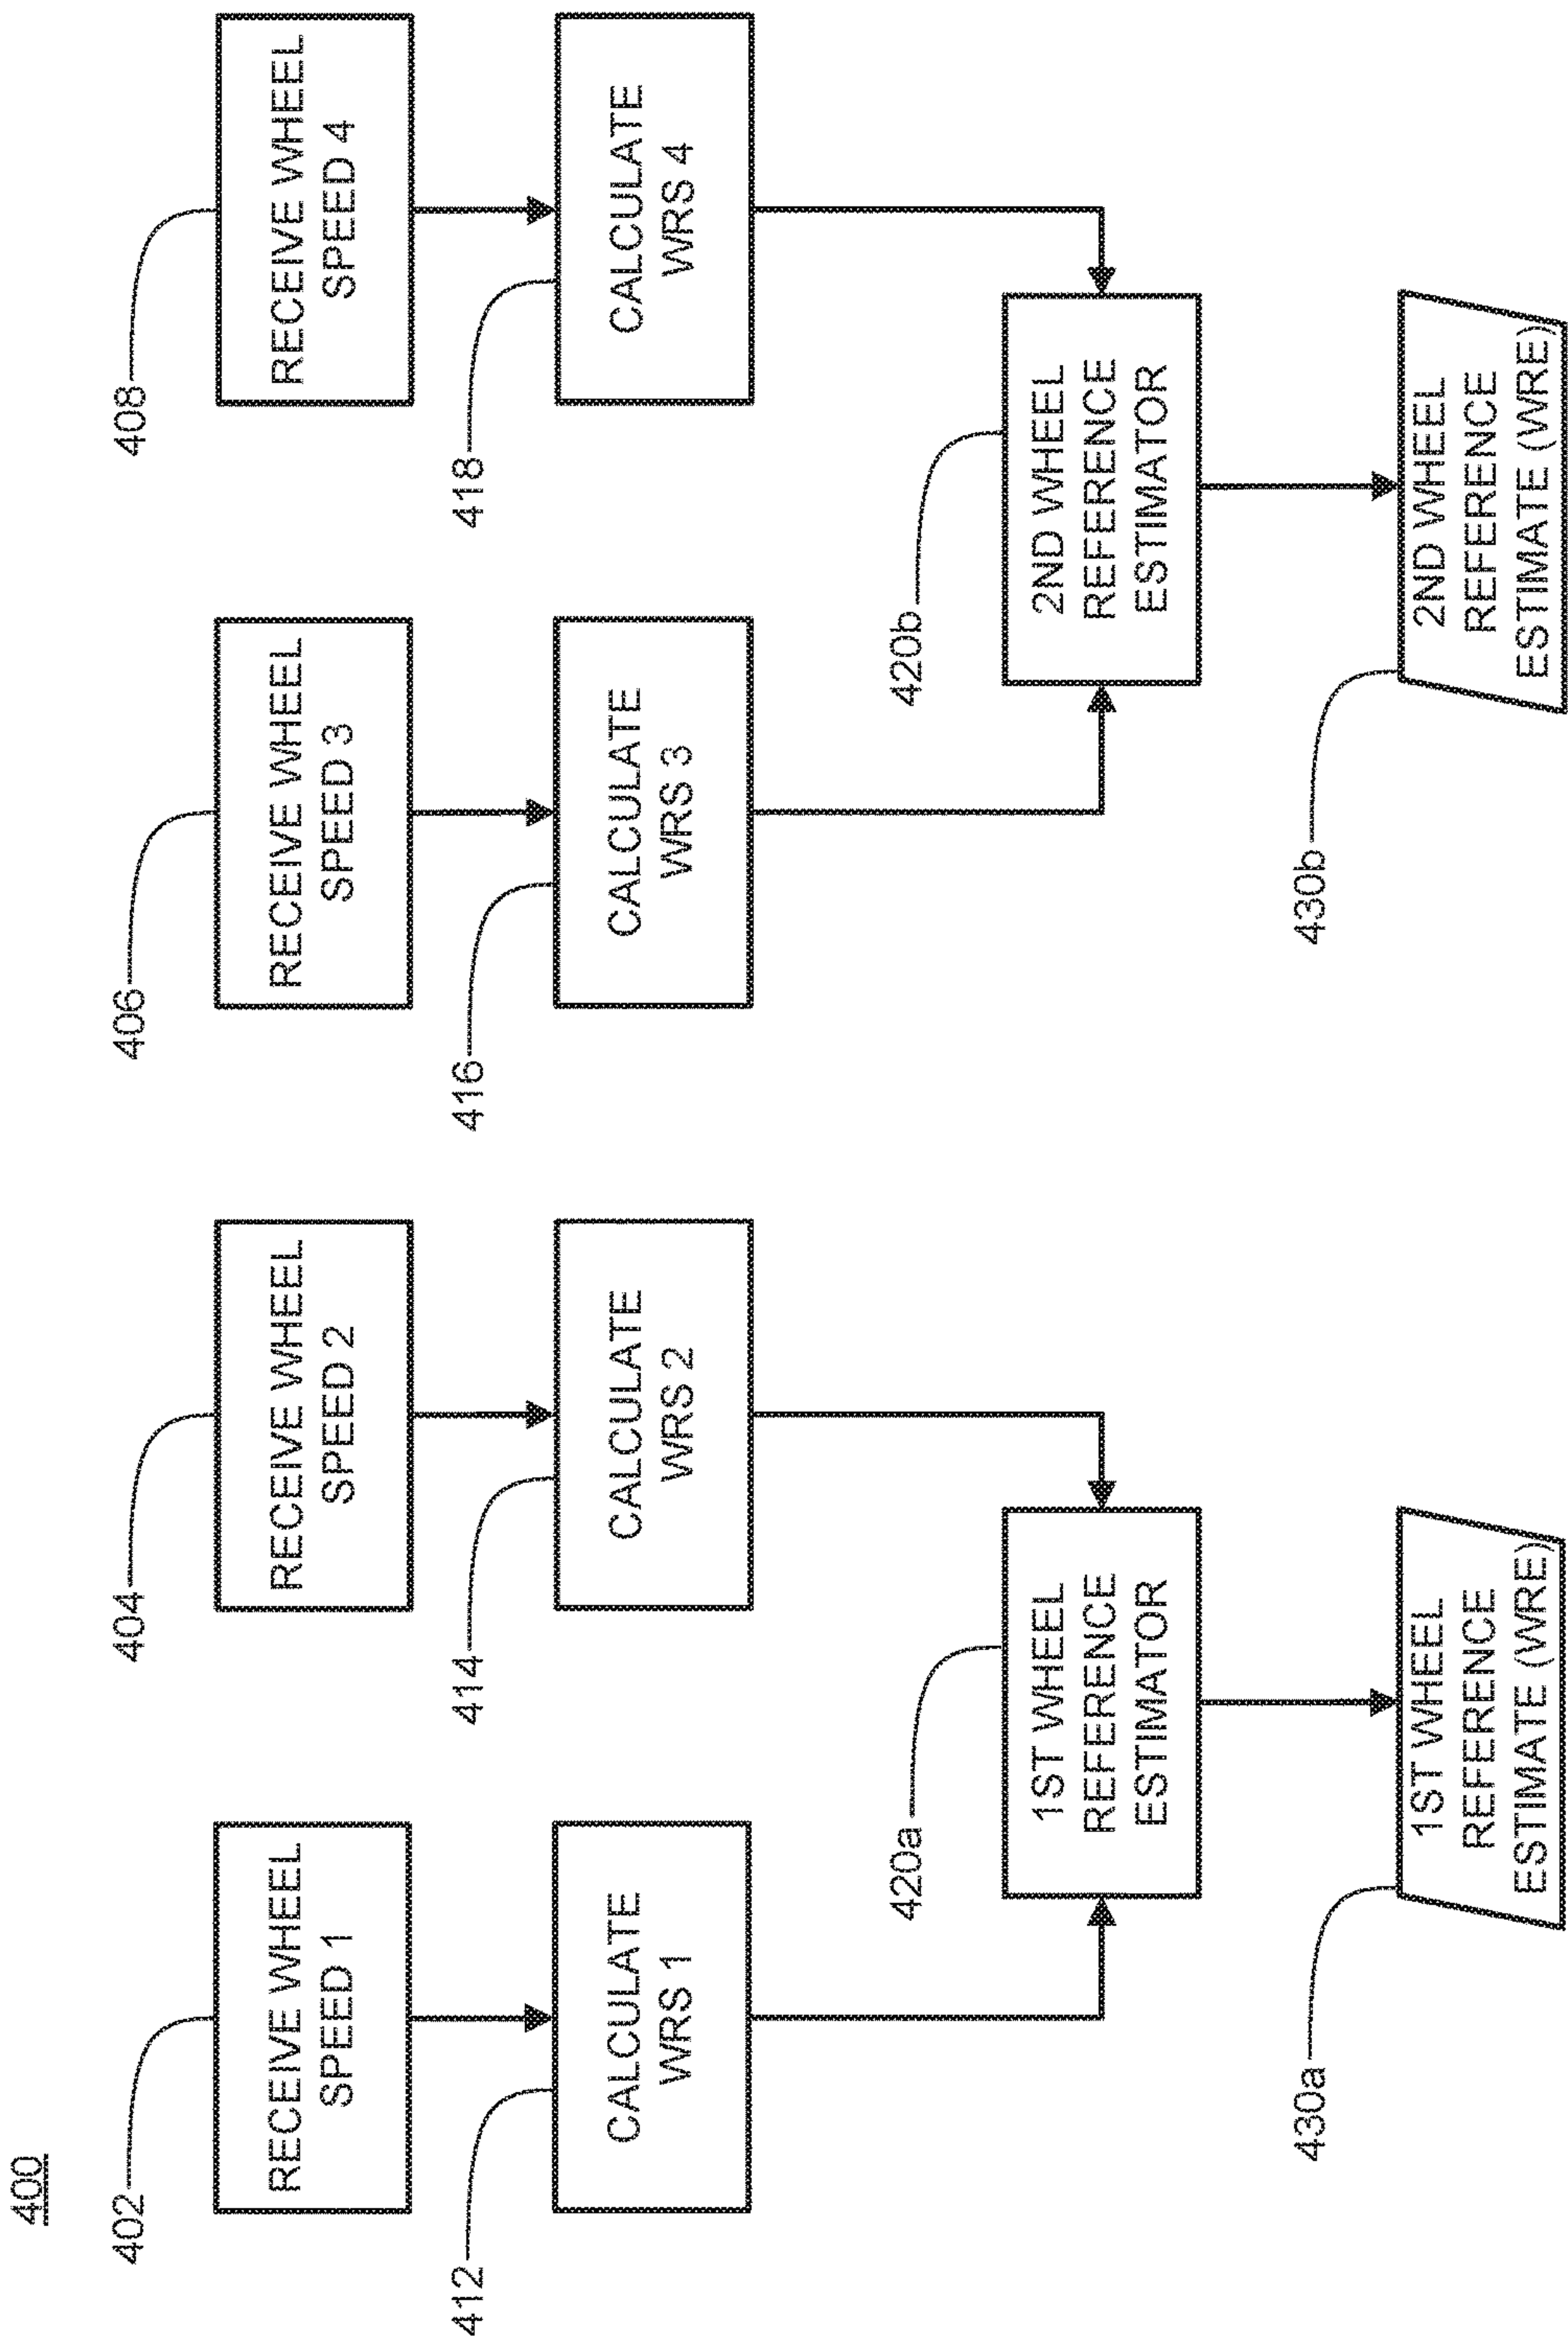 400
402
RECEIVE WHEEL
SPEED 1
404
RECEIVE WHEEL
SPEED 2
406
RECEIVE WHEEL
SPEED 3
408
RECEIVE WHEEL
SPEED 4
412
CALCULATE
WRS 1
414
CALCULATE
WRS 2
416
CALCULATE
WRS 3
418
CALCULATE
WRS 4
420a
1ST WHEEL
REFERENCE
ESTIMATOR
420b
2ND WHEEL
REFERENCE
ESTIMATOR
430a
1ST WHEEL
REFERENCE
ESTIMATE (WRE)
430b
2ND WHEEL
REFERENCE
ESTIMATE (WRE)